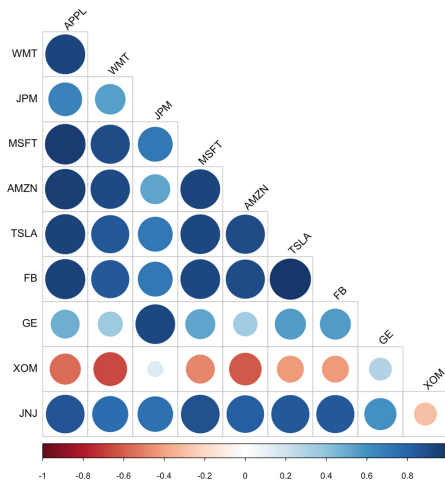 APPL
WMT
WMT
JPM
JPM
MSFT
MSFT
AMZN
AMZN
TSLA
TSLA
FB
FB
GE
GE
XOM
XOM
JNJ
-1 -0.8 -0.6 -0.4 -0.2 0 0.2 0.4 0.6 0.8